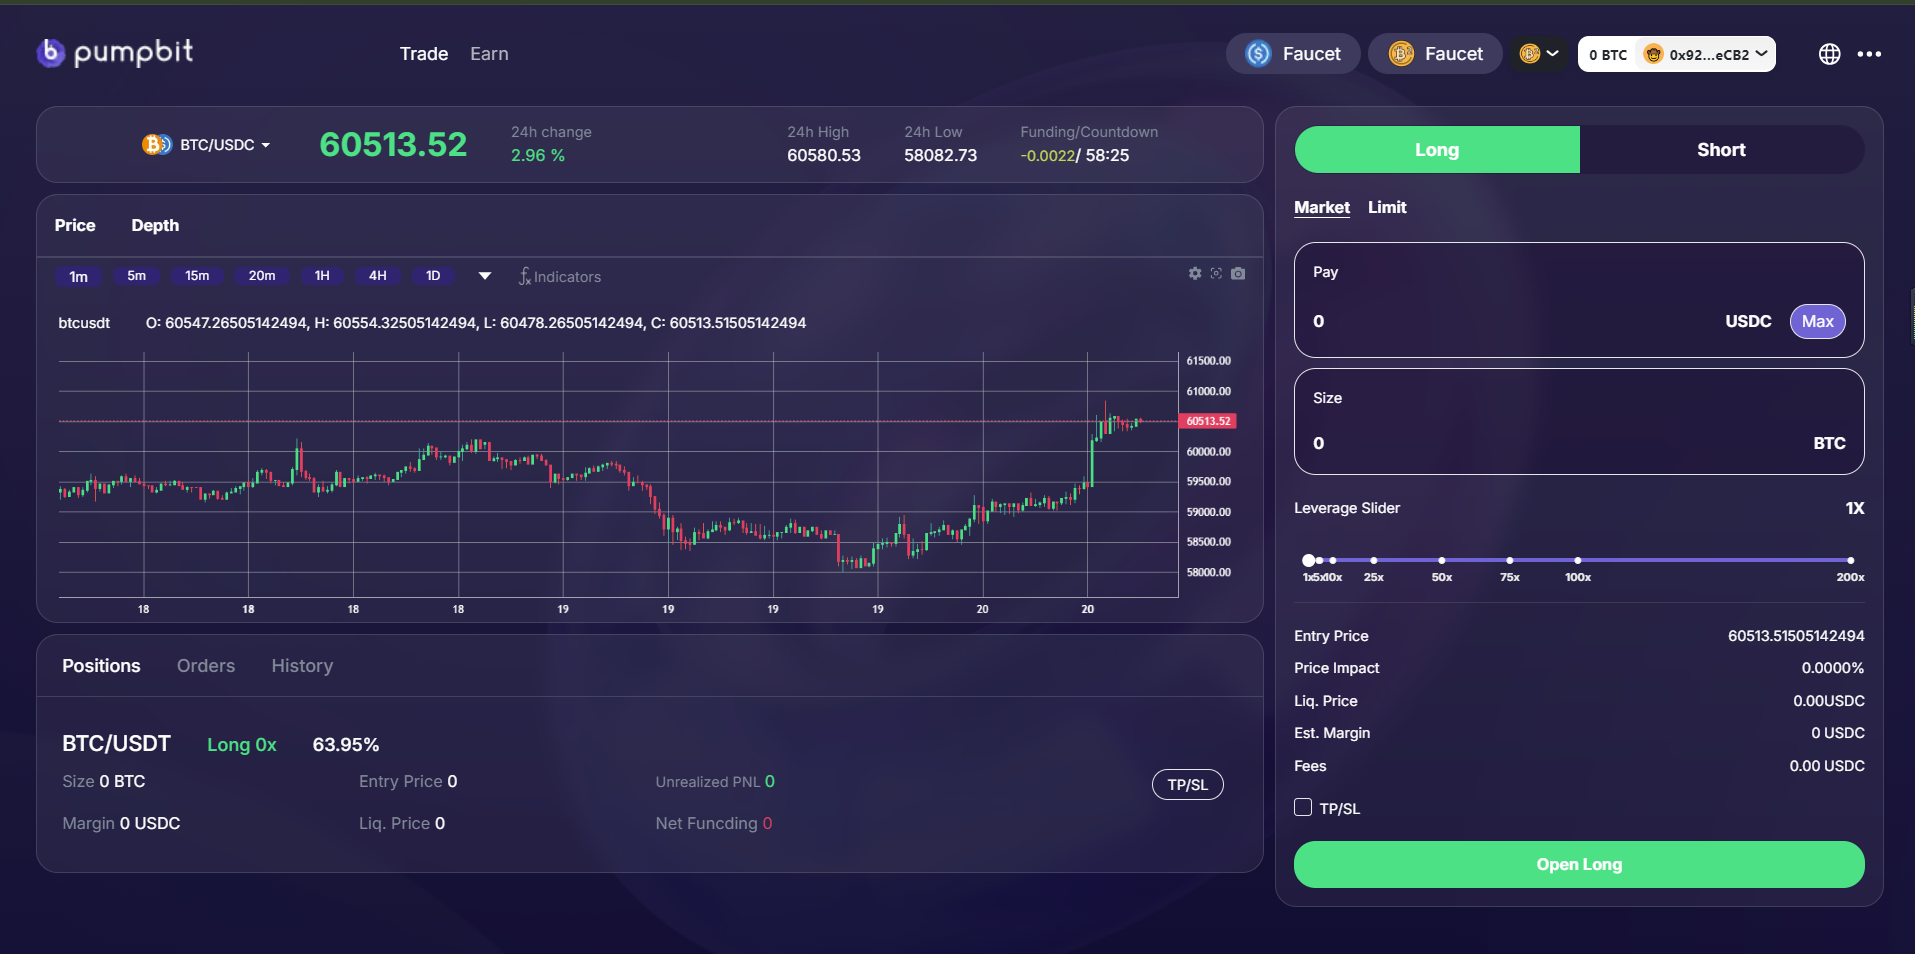 pumpbit
Trade Earn
Faucet Faucet 0 BTC 0x92...eCB2
BTC/USDC 60513.52
24h change
2.96 %
24h High
60580.53
24h Low
58082.73
Funding/Countdown
-0.0022/ 58:25
Price Depth
1m 5m 15m 20m 1H 4H 1D fx Indicators
btcusdt O: 60547.26505142494, H: 60554.32505142494, L: 60478.26505142494, C: 60513.51505142494
61500.00
61000.00
60513.52
60000.00
59500.00
59000.00
58500.00
58000.00
18 18 18 18 19 19 19 19 20 20
Positions Orders History
BTC/USDT Long 0x 63.95%
Size 0 BTC Entry Price 0 Unrealized PNL 0 TP/SL
Margin 0 USDC Liq. Price 0 Net Funcding 0
Long Short
Market Limit
Pay
0 USDC Max
Size
0 BTC
Leverage Slider 1X
1x 5x 10x 25x 50x 75x 100x 200x
Entry Price 60513.51505142494
Price Impact 0.0000%
Liq. Price 0.00USDC
Est. Margin 0 USDC
Fees 0.00 USDC
TP/SL
Open Long